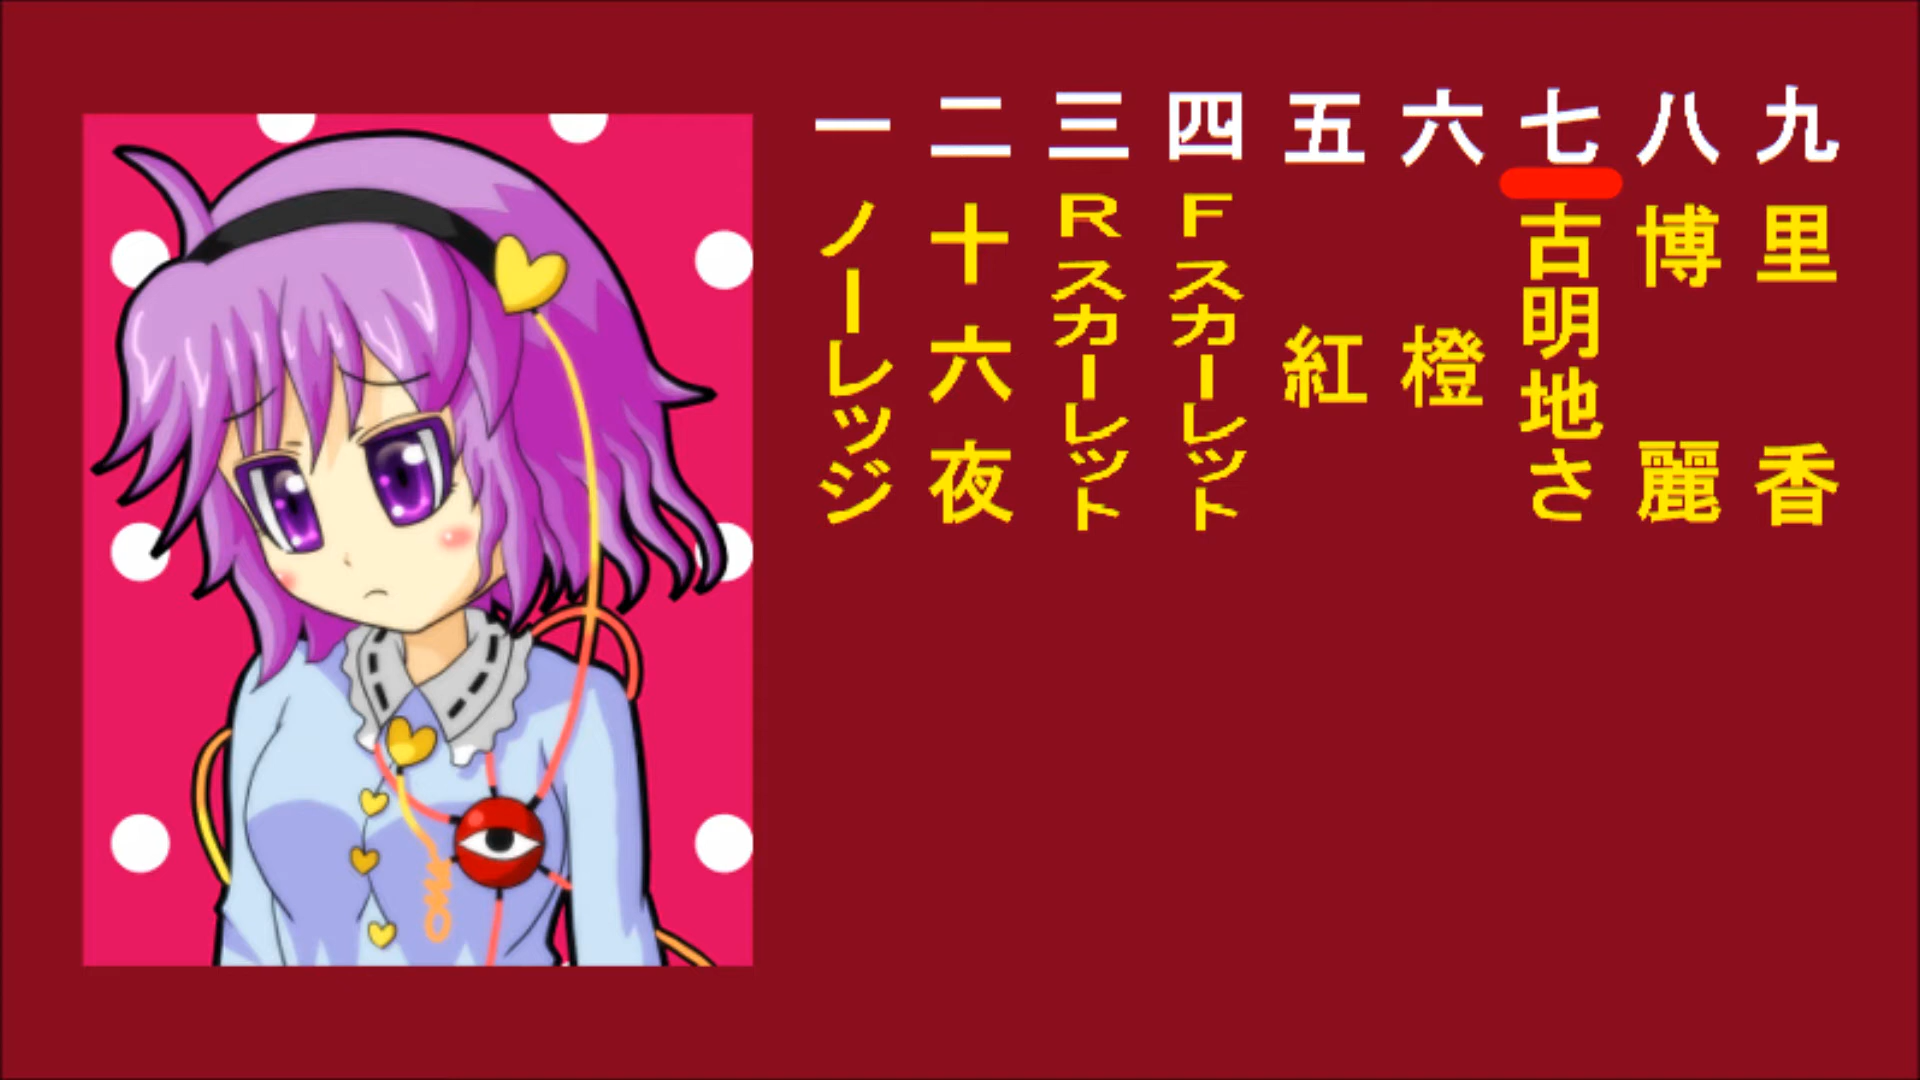 一 ノーレッジ
二 十六夜
三 Rスカーレット
四 Fスカーレット
五 紅
六 橙
七 古明地さ
八 博麗
九 里香